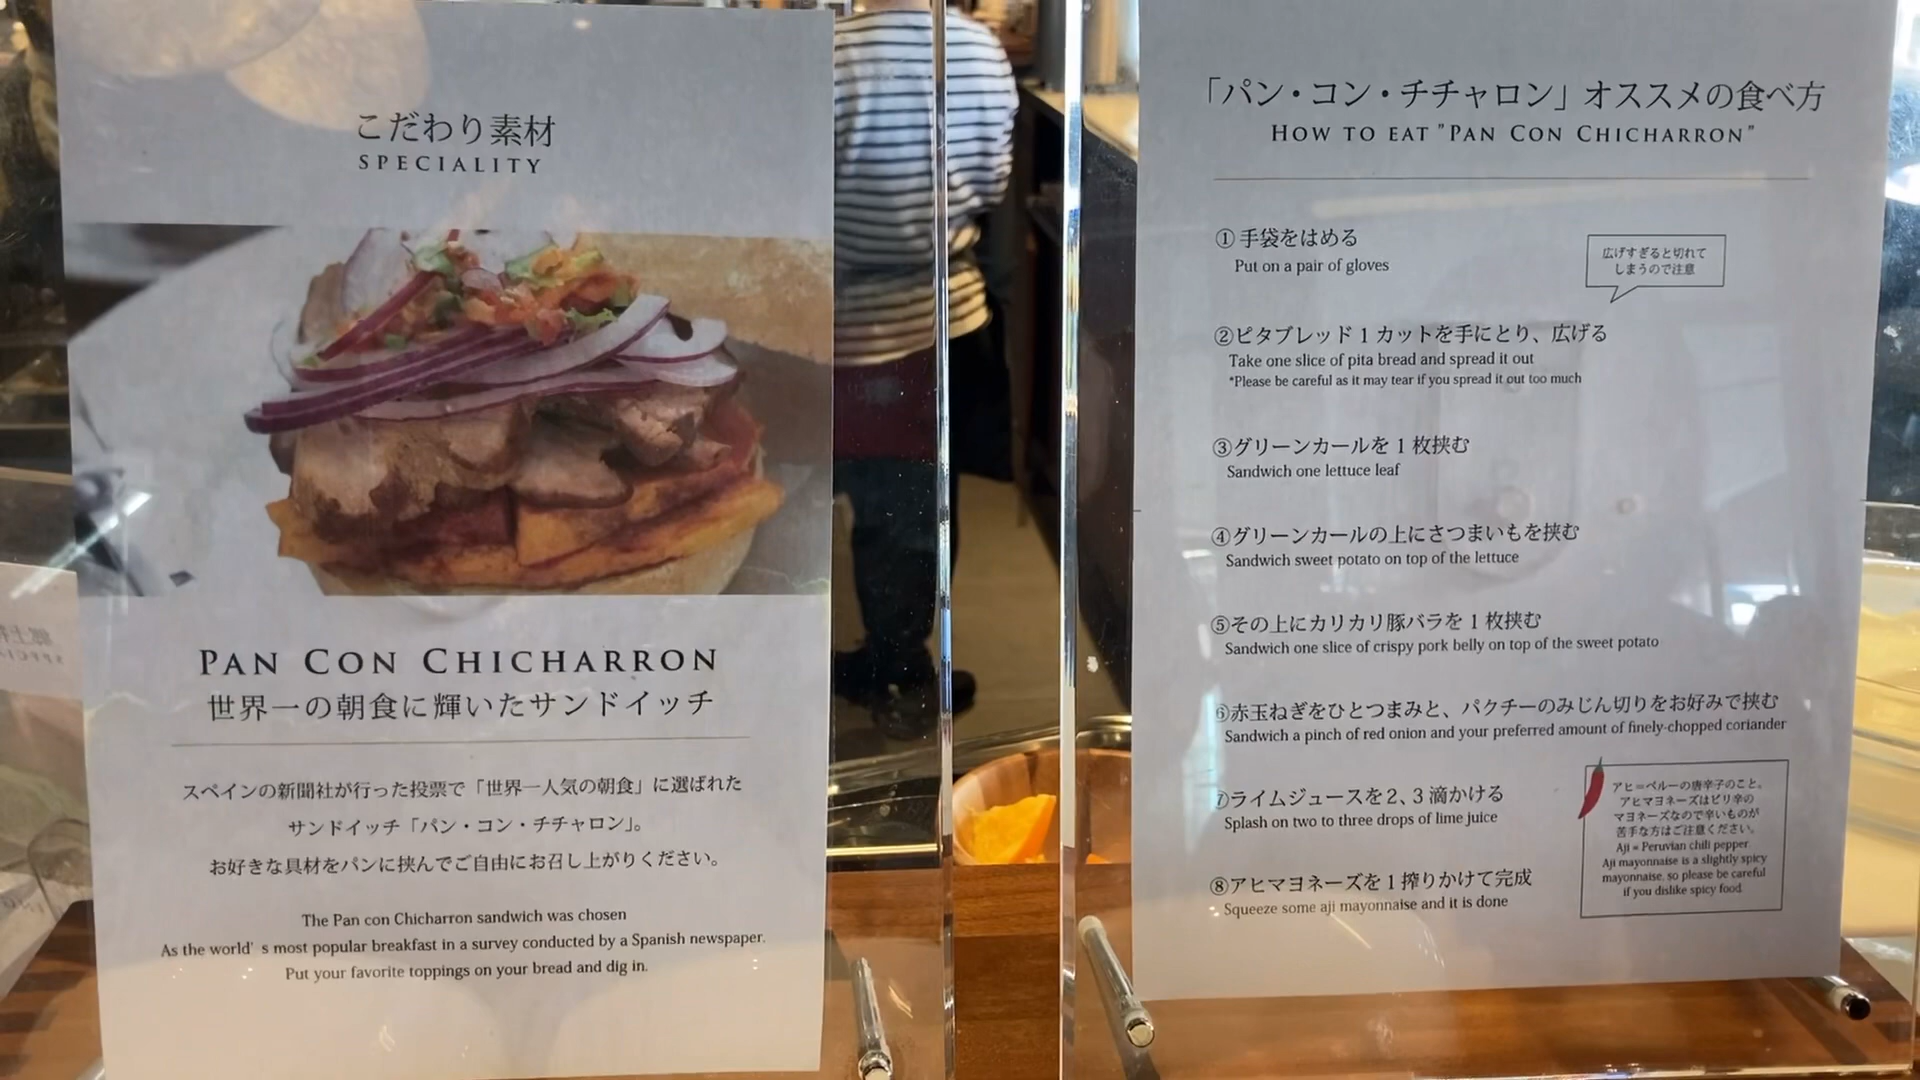 こだわり素材
SPECIALITY
PAN CON CHICHARRON
世界一の朝食に輝いたサンドイッチ
スペインの新聞社が行った投票で「世界一人気の朝食」に選ばれた
サンドイッチ「パン・コン・チチャロン」。
お好きな具材をパンに挟んでご自由にお召し上がりください。
The Pan con Chicharron sandwich was chosen
As the world’s most popular breakfast in a survey conducted by a Spanish newspaper.
Put your favorite toppings on your bread and dig in.
「パン・コン・チチャロン」オススメの食べ方
HOW TO EAT "PAN CON CHICHARRON"
①手袋をはめる
Put on a pair of gloves
広げすぎると切れて
しまうので注意
②ピタブレッド1カットを手にとり、広げる
Take one slice of pita bread and spread it out
*Please be careful as it may tear if you spread it out too much
③グリーンカールを1枚挟む
Sandwich one lettuce leaf
④グリーンカールの上にさつまいもを挟む
Sandwich sweet potato on top of the lettuce
⑤その上にカリカリ豚バラを1枚挟む
Sandwich one slice of crispy pork belly on top of the sweet potato
⑥赤玉ねぎをひとつまみと、パクチーのみじん切りをお好みで挟む
Sandwich a pinch of red onion and your preferred amount of finely-chopped coriander
⑦ライムジュースを2、3滴かける
Splash on two to three drops of lime juice
⑧アヒマヨネーズを1搾りかけて完成
Squeeze some aji mayonnaise and it is done
アヒ=ペルーの唐辛子のこと。
アヒマヨネーズはピリ辛の
マヨネーズなので辛いものが
苦手な方はご注意ください。
Aji = Peruvian chili pepper
Aji mayonnaise is a slightly spicy
mayonnaise, so please be careful
if you dislike spicy food